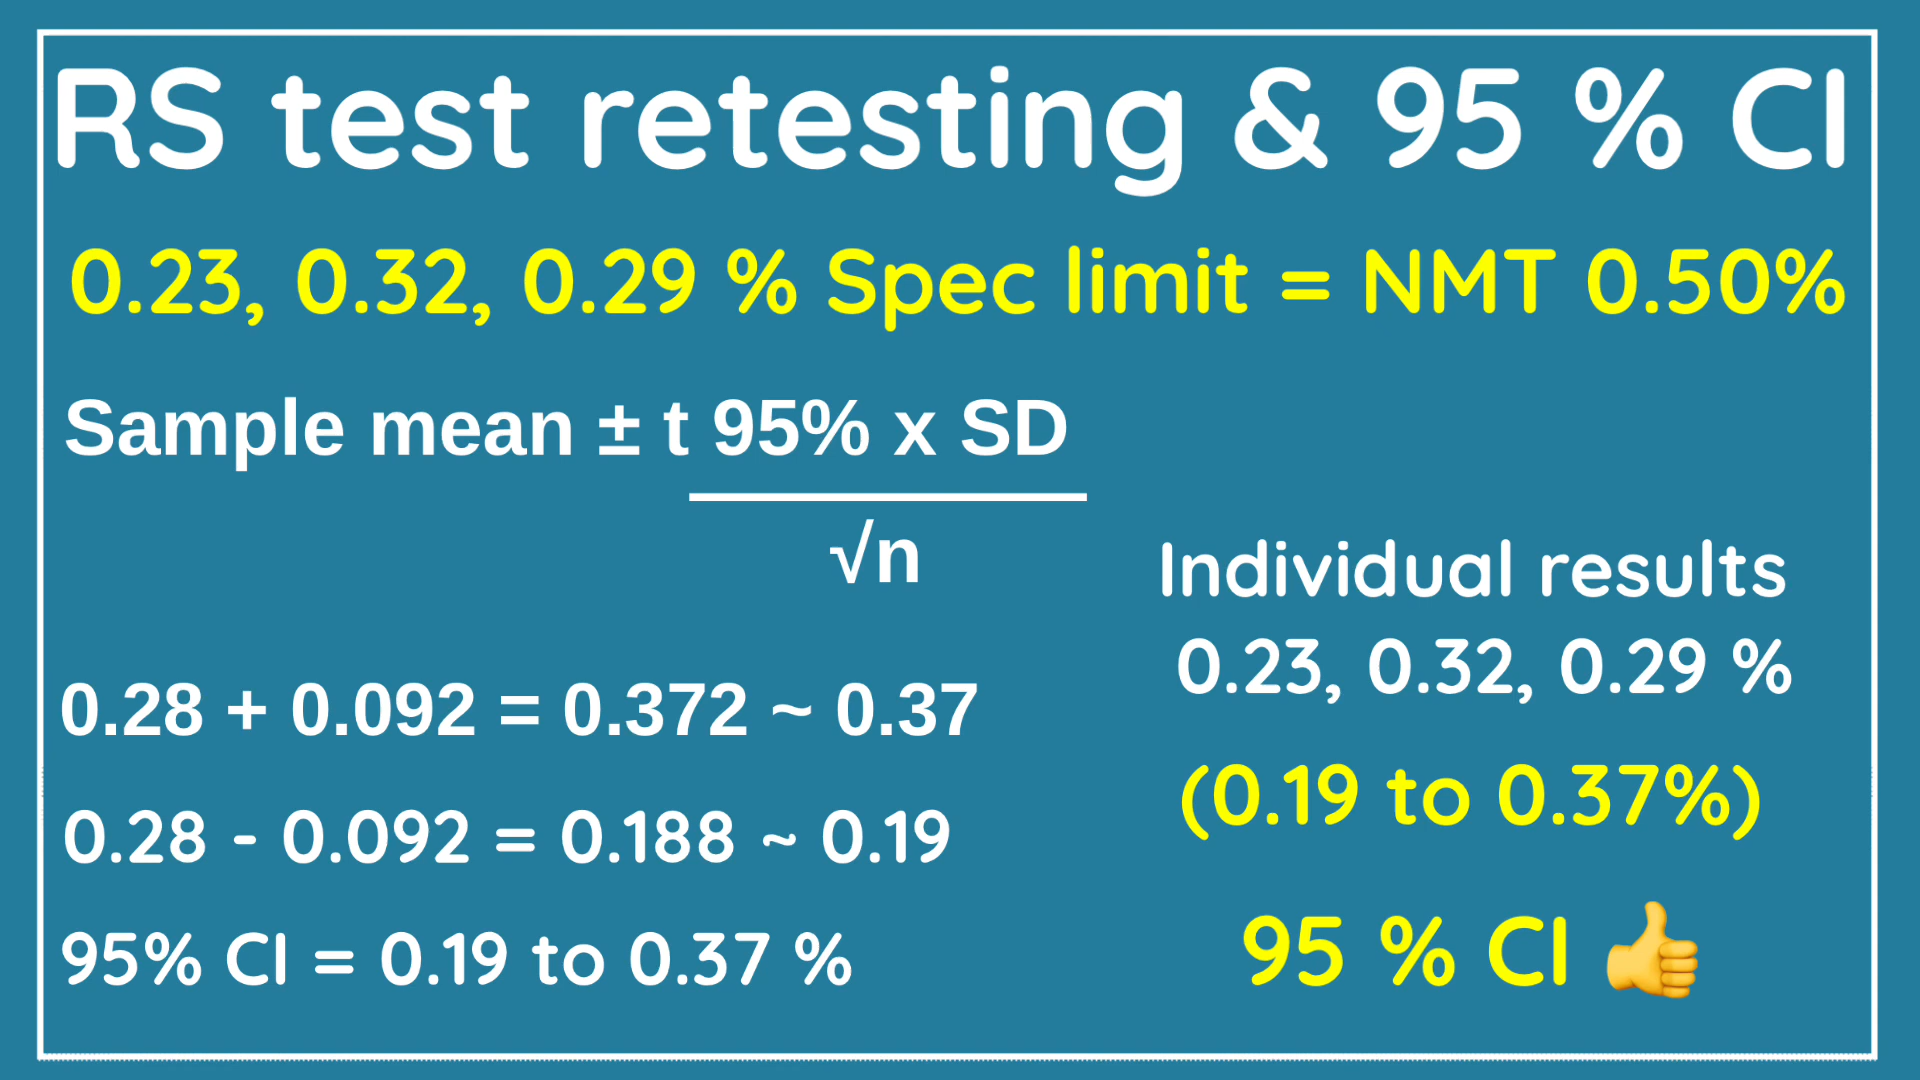 RS test retesting & 95 % CI
0.23, 0.32, 0.29 % Spec limit = NMT 0.50%
Sample mean ± t 95% x SD
√n
0.28 + 0.092 = 0.372 ~ 0.37
0.28 - 0.092 = 0.188 ~ 0.19
95% CI = 0.19 to 0.37 %
Individual results
0.23, 0.32, 0.29 %
(0.19 to 0.37%)
95 % CI 👍